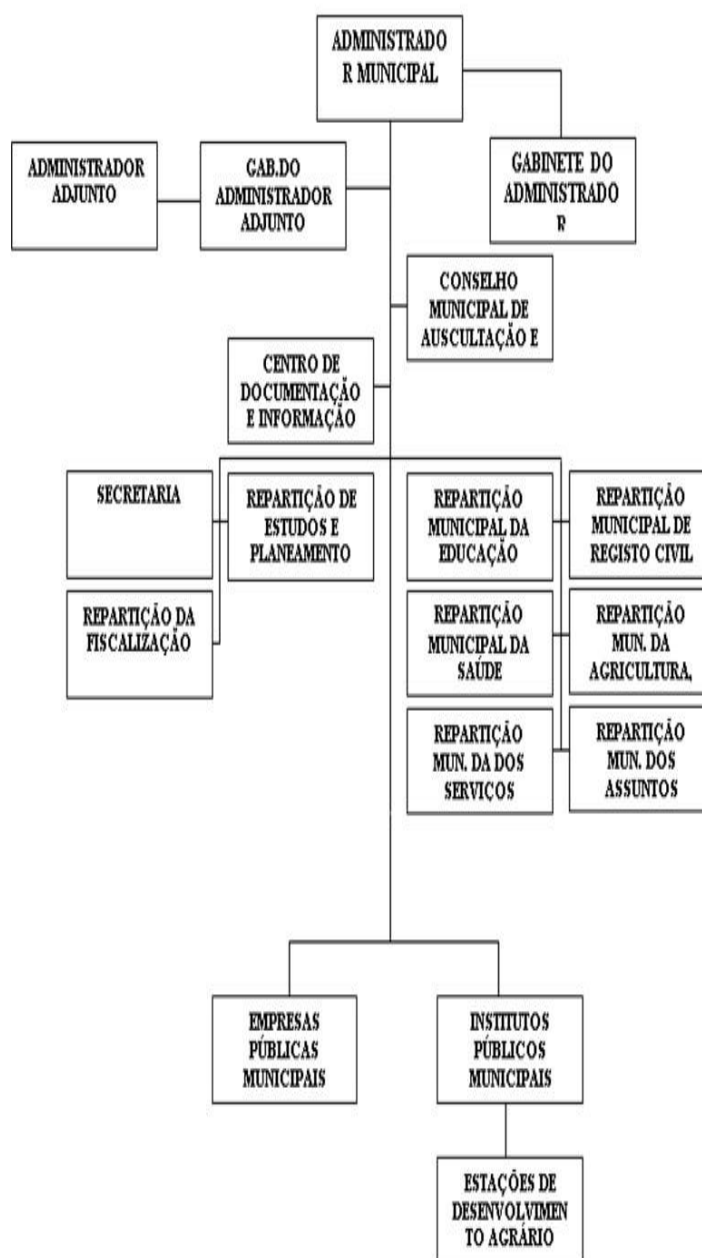 ADMINISTRADO
R MUNICIPAL
ADMINISTRADOR
ADJUNTO
GAB.DO
ADMINISTRADOR
ADJUNTO
GABINETE DO
ADMINISTRADO
R
CONSELHO
MUNICIPAL DE
AUSCULTAÇÃO E
CENTRO DE
DOCUMENTAÇÃO
E INFORMAÇÃO
SECRETARIA
REPARTIÇÃO DE
ESTUDOS E
PLANEAMENTO
REPARTIÇÃO
MUNICIPAL DA
EDUCAÇÃO
REPARTIÇÃO
MUNICIPAL DE
REGISTO CIVIL
REPARTIÇÃO DA
FISCALIZAÇÃO
REPARTIÇÃO
MUNICIPAL DA
SAÚDE
REPARTIÇÃO
MUN. DA
AGRICULTURA,
REPARTIÇÃO
MUN. DA DOS
SERVIÇOS
REPARTIÇÃO
MUN. DOS
ASSUNTOS
EMPRESAS
PÚBLICAS
MUNICIPAIS
INSTITUTOS
PÚBLICOS
MUNICIPAIS
ESTAÇÕES DE
DESENVOLVIMEN
TO AGRÁRIO